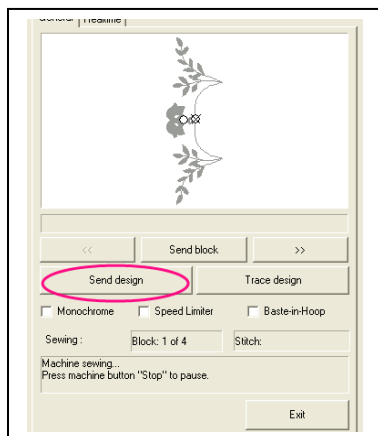 General Realtime
<< Send block >>
Send design Trace design
Monochrome Speed Limiter Baste-in-Hoop
Sewing : Block: 1 of 4 Stitch:
Machine sewing...
Press machine button "Stop" to pause.
Exit